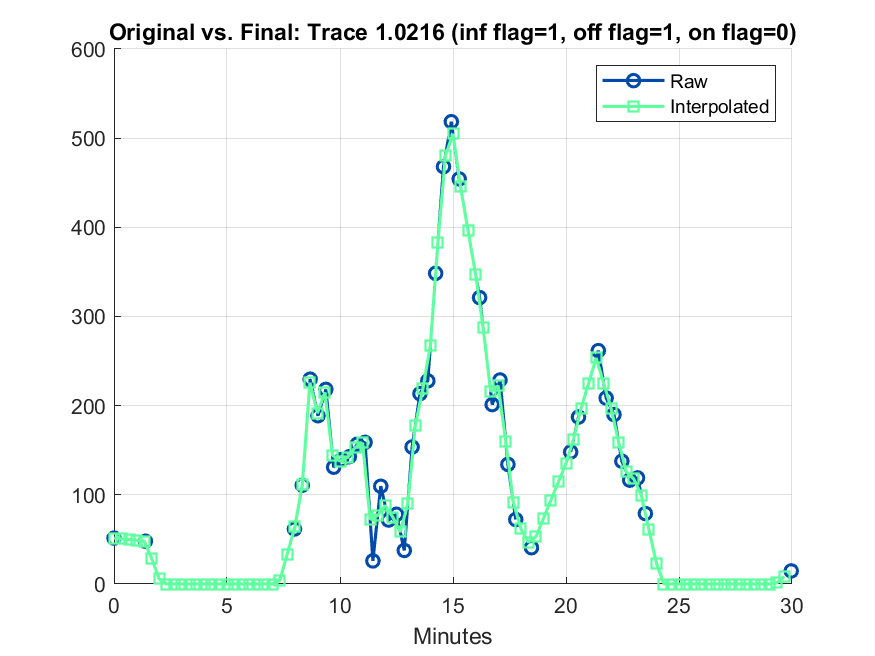 Original vs. Final: Trace 1.0216 (inf flag=1, off flag=1, on flag=0)
600
500
400
300
200
100
0
Raw
Interpolated
0 5 10 15 20 25 30
Minutes